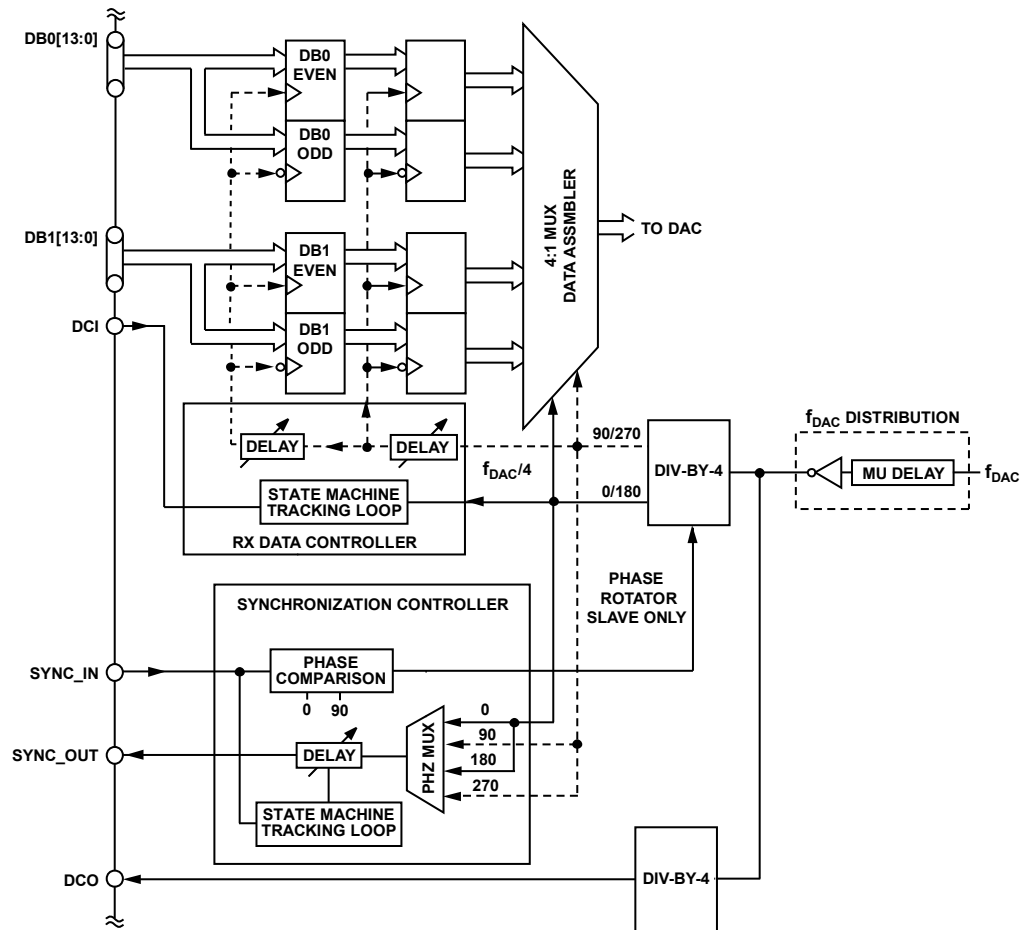 DB0[13:0]
DB0
EVEN
DB0
ODD
DB1[13:0]
DB1
EVEN
DB1
ODD
DCI
4:1 MUX
DATA ASSMBLER
TO DAC
DELAY
DELAY
90/270
fDAC/4
0/180
STATE MACHINE
TRACKING LOOP
RX DATA CONTROLLER
DIV-BY-4
fDAC DISTRIBUTION
MU DELAY
fDAC
PHASE
ROTATOR
SLAVE ONLY
SYNCHRONIZATION CONTROLLER
SYNC_IN
PHASE
COMPARISON
0 90
SYNC_OUT
DELAY
PHZ MUX
0
90
180
270
STATE MACHINE
TRACKING LOOP
DCO
DIV-BY-4